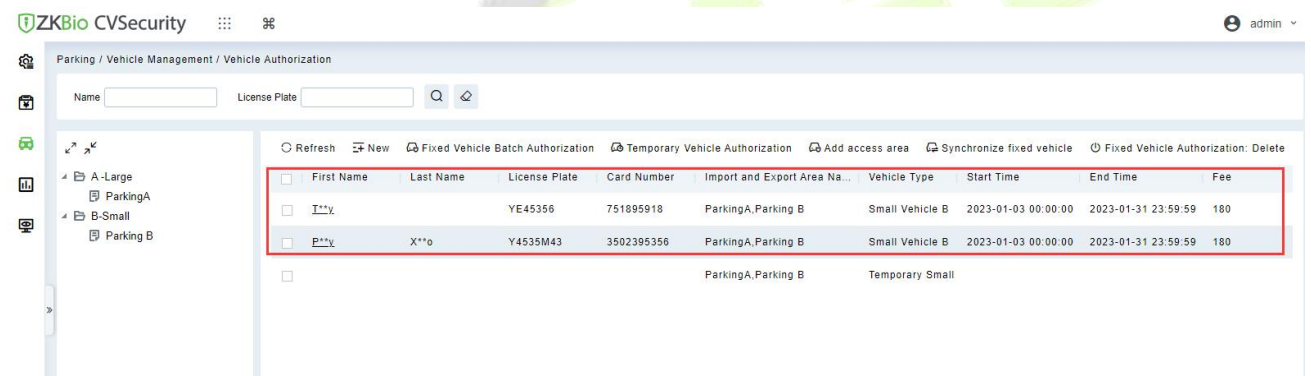 ZKBio CVSecurity
admin
Parking / Vehicle Management / Vehicle Authorization
Name License Plate
Refresh New Fixed Vehicle Batch Authorization Temporary Vehicle Authorization Add access area Synchronize fixed vehicle Fixed Vehicle Authorization: Delete
A -Large
ParkingA
B-Small
Parking B
First Name Last Name License Plate Card Number Import and Export Area Na... Vehicle Type Start Time End Time Fee
T**y YE45356 751895918 ParkingA,Parking B Small Vehicle B 2023-01-03 00:00:00 2023-01-31 23:59:59 180
P**y X**o Y4535M43 3502395356 ParkingA,Parking B Small Vehicle B 2023-01-03 00:00:00 2023-01-31 23:59:59 180
ParkingA,Parking B Temporary Small